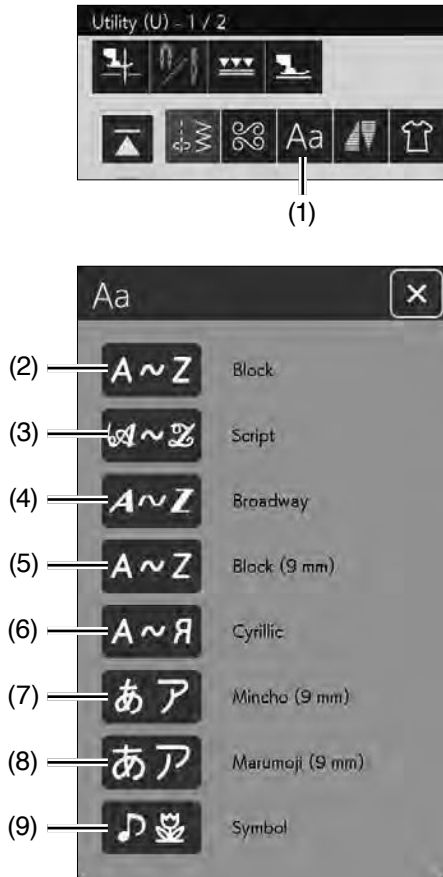 Utility (U) - 1 / 2
Aa
(1)
Aa
(2) A ~ Z Block
(3) A ~ Z Script
(4) A ~ Z Broadway
(5) A ~ Z Block (9 mm)
(6) А ~ Я Cyrillic
(7) あ ア Mincho (9 mm)
(8) あ ア Marumoji (9 mm)
(9) Symbol